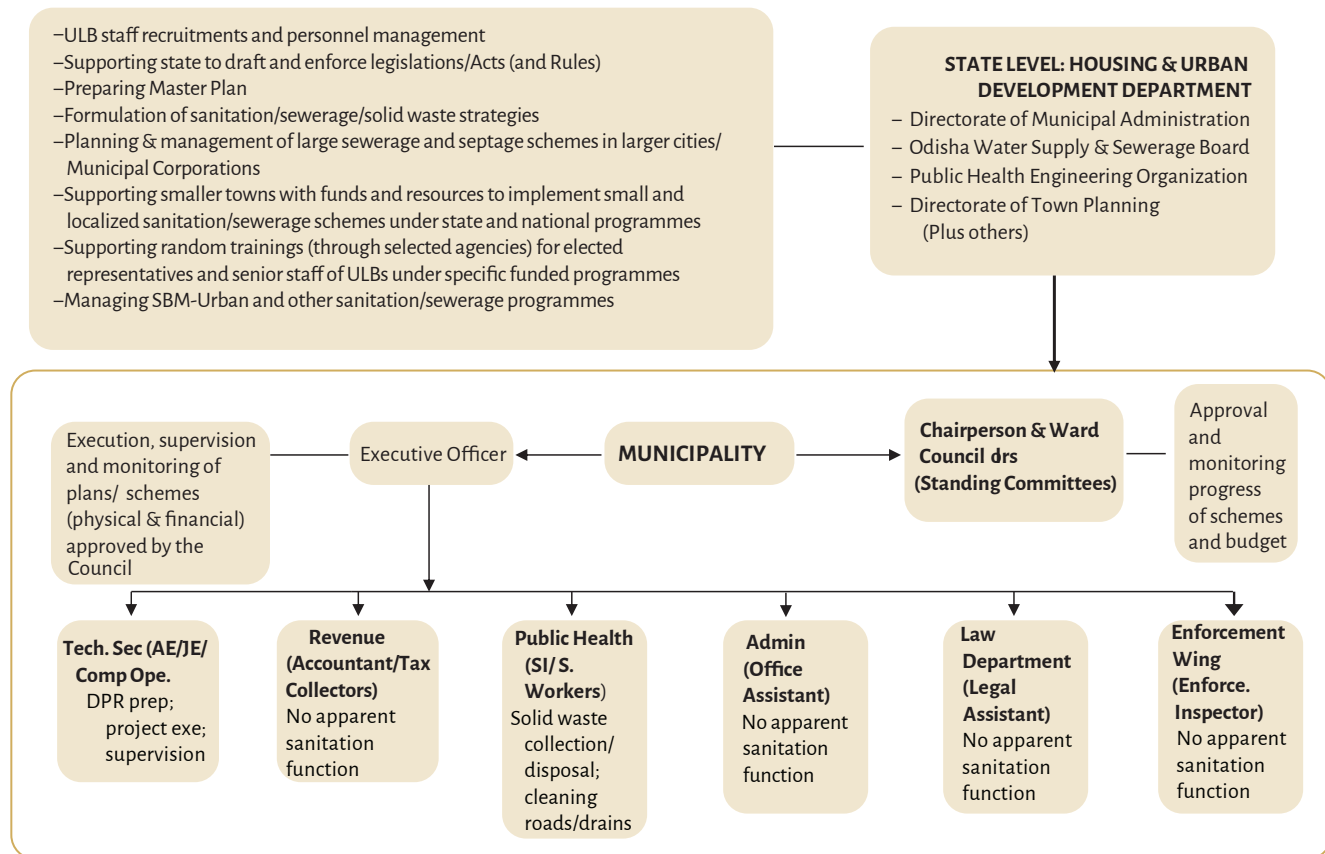 –ULB staff recruitments and personnel management
–Supporting state to draft and enforce legislations/Acts (and Rules)
–Preparing Master Plan
–Formulation of sanitation/sewerage/solid waste strategies
–Planning & management of large sewerage and septage schemes in larger cities/
Municipal Corporations
–Supporting smaller towns with funds and resources to implement small and
localized sanitation/sewerage schemes under state and national programmes
–Supporting random trainings (through selected agencies) for elected
representatives and senior staff of ULBs under specific funded programmes
–Managing SBM-Urban and other sanitation/sewerage programmes
STATE LEVEL: HOUSING & URBAN
DEVELOPMENT DEPARTMENT
– Directorate of Municipal Administration
– Odisha Water Supply & Sewerage Board
– Public Health Engineering Organization
– Directorate of Town Planning
(Plus others)
Execution, supervision
and monitoring of
plans/ schemes
(physical & financial)
approved by the
Council
Executive Officer
MUNICIPALITY
Chairperson & Ward
Councilors
(Standing Committees)
Approval
and
monitoring
progress
of schemes
and budget
Tech. Sec (AE/JE/
Comp Ope.
DPR prep;
project exe;
supervision
Revenue
(Accountant/Tax
Collectors)
No apparent
sanitation
function
Public Health
(SI/ S.
Workers)
Solid waste
collection/
disposal;
cleaning
roads/drains
Admin
(Office
Assistant)
No apparent
sanitation
function
Law
Department
(Legal
Assistant)
No apparent
sanitation
function
Enforcement
Wing
(Enforce.
Inspector)
No apparent
sanitation
function